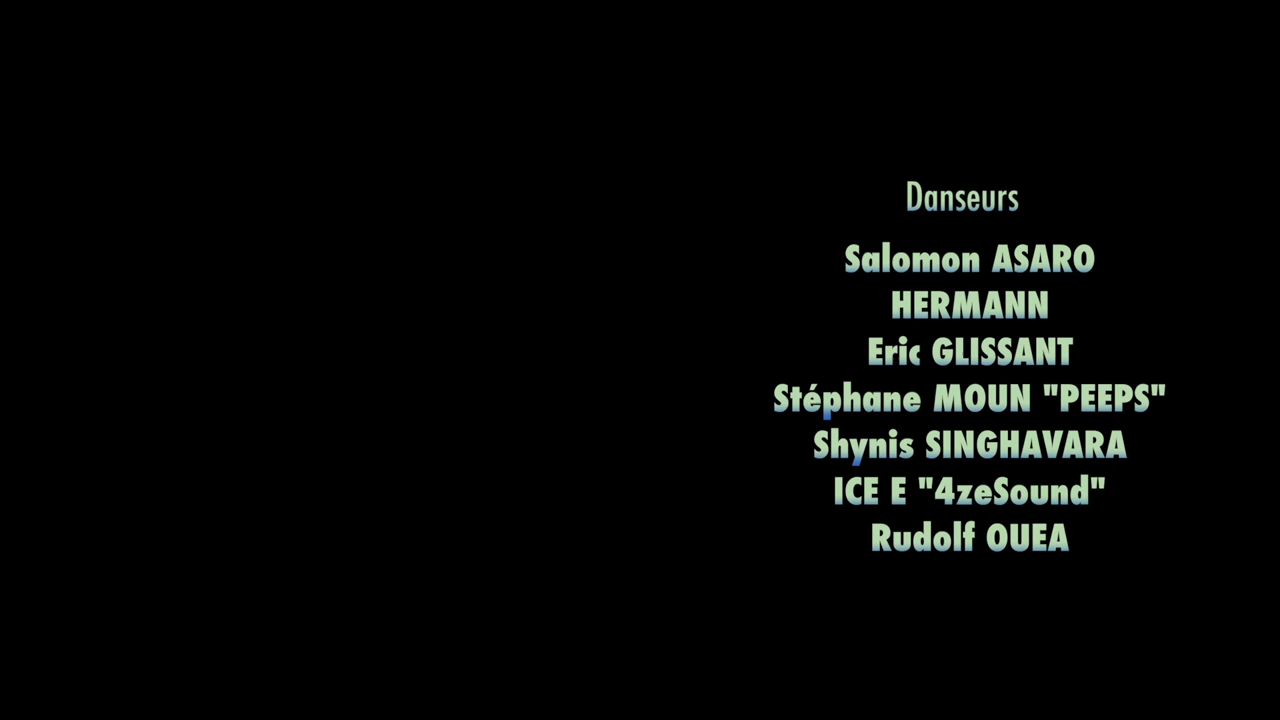 Danseurs
Salomon ASARO
HERMANN
Eric GLISSANT
Stéphane MOUN "PEEPS"
Shynis SINGHAVARA
ICE E "4zeSound"
Rudolf OUEA